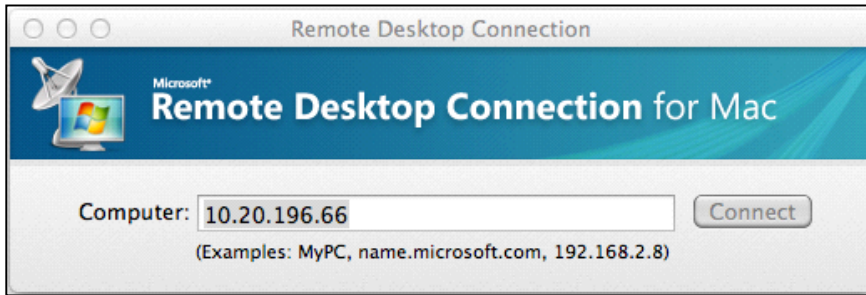 Remote Desktop Connection
Microsoft®
Remote Desktop Connection for Mac
Computer: 10.20.196.66 Connect
(Examples: MyPC, name.microsoft.com, 192.168.2.8)